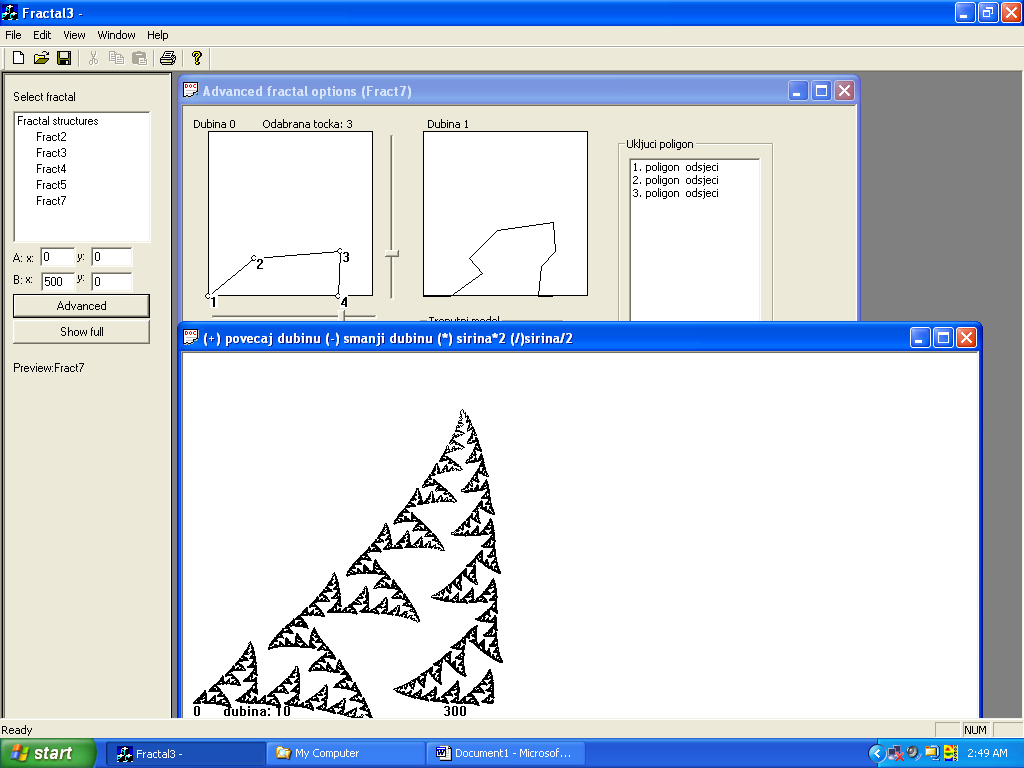 Fractal3 -
File Edit View Window Help
Select fractal
Fractal structures
Fract2
Fract3
Fract4
Fract5
Fract7
A: x: 0 y: 0
B: x: 500 y: 0
Advanced
Show full
Preview:Fract7
Advanced fractal options (Fract7)
Dubina 0 Odabrana tocka: 3
1
2
3
4
Dubina 1
Ukljuci poligon
1. poligon odsjeci
2. poligon odsjeci
3. poligon odsjeci
Trenutni model
(+) povecaj dubinu (-) smanji dubinu (*) sirina*2 (/)sirina/2
0 dubina: 10 300
Ready
NUM
start
Fractal3 -
My Computer
Document1 - Microsof...
2:49 AM